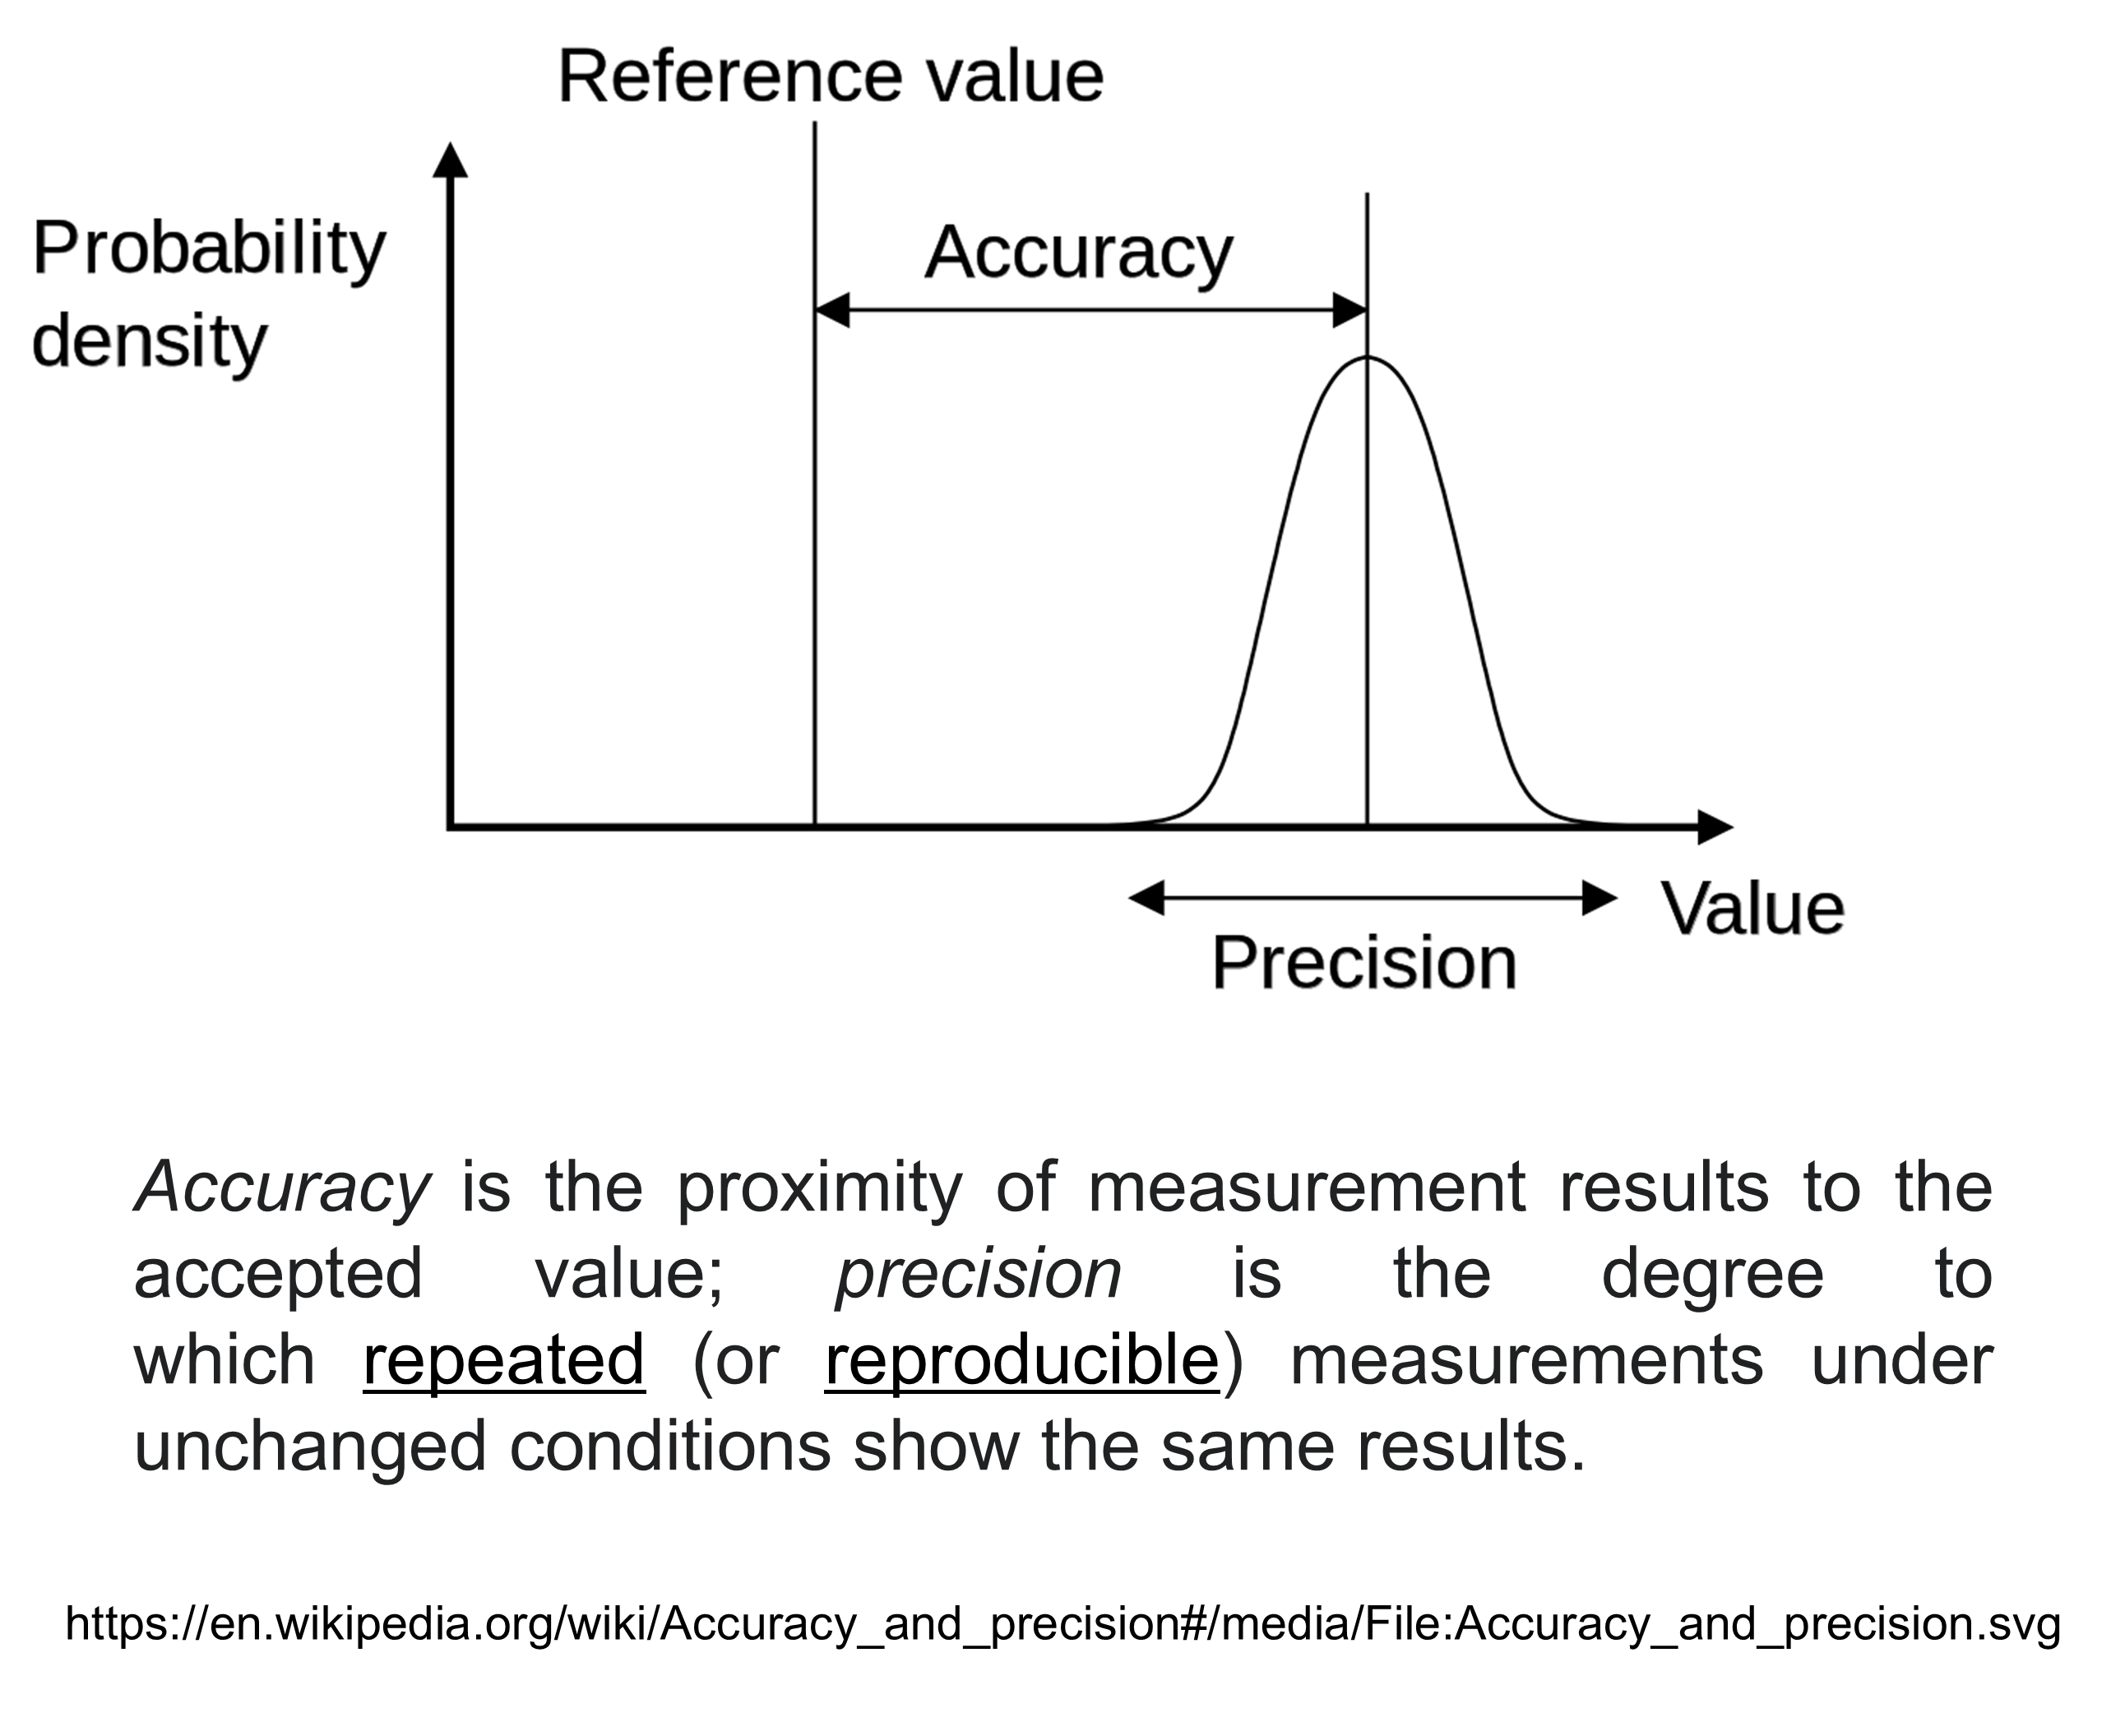 Reference value
Probability
density
Accuracy
Value
Precision
Accuracy is the proximity of measurement results to the
accepted value; precision is the degree to
which repeated (or reproducible) measurements under
unchanged conditions show the same results.
https://en.wikipedia.org/wiki/Accuracy_and_precision#/media/File:Accuracy_and_precision.svg